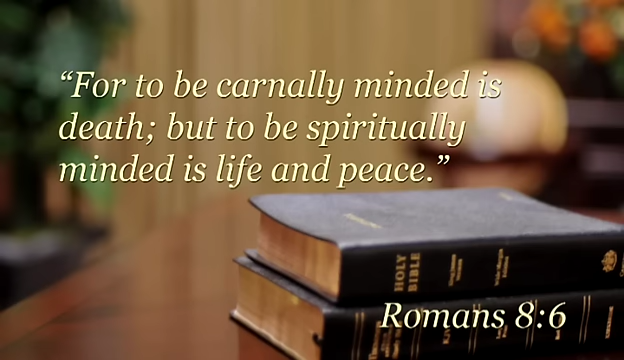 “For to be carnally minded is
death; but to be spiritually
minded is life and peace.”
HOLY
BIBLE
Romans 8:6